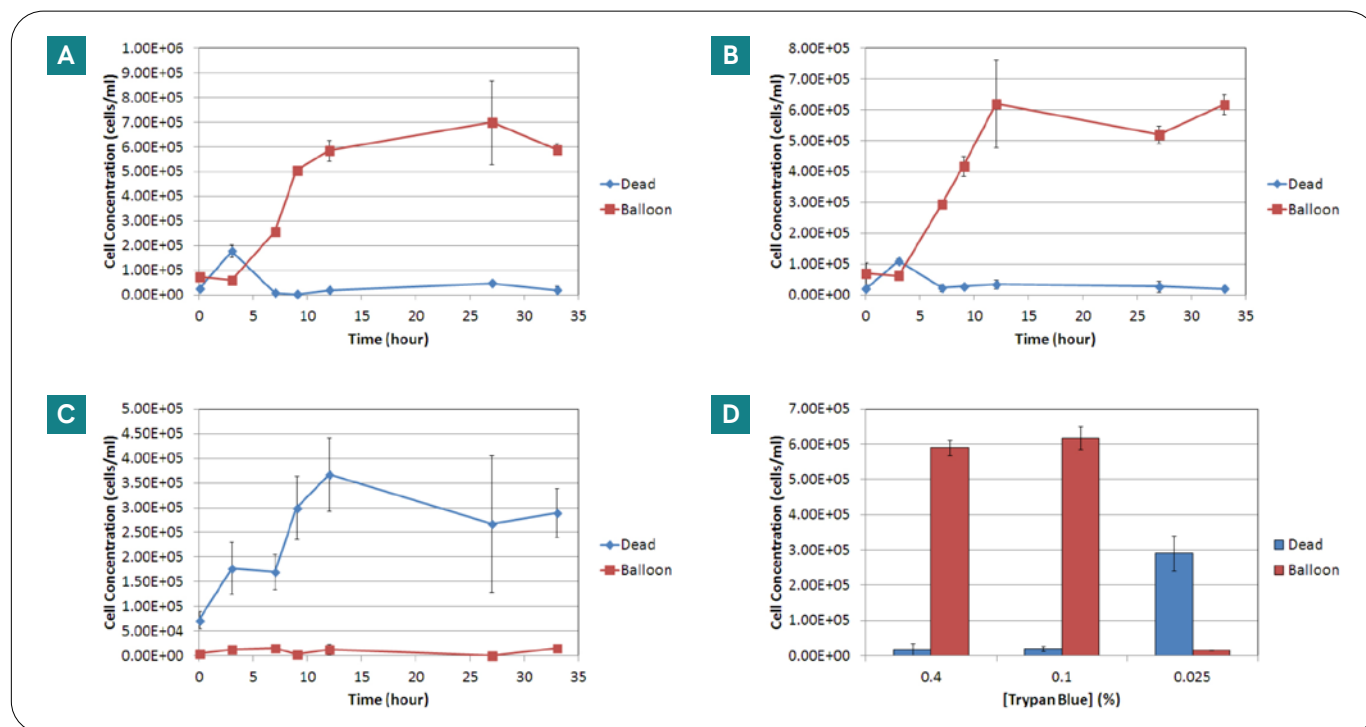 A
Cell Concentration (cells/ml)
1.00E+06
9.00E+05
8.00E+05
7.00E+05
6.00E+05
5.00E+05
4.00E+05
3.00E+05
2.00E+05
1.00E+05
0.00E+00
0 5 10 15 20 25 30 35
Time (hour)
Dead
Balloon
B
Cell Concentration (cells/ml)
8.00E+05
7.00E+05
6.00E+05
5.00E+05
4.00E+05
3.00E+05
2.00E+05
1.00E+05
0.00E+00
0 5 10 15 20 25 30 35
Time (hour)
Dead
Balloon
C
Cell Concentration (cells/ml)
5.00E+05
4.50E+05
4.00E+05
3.50E+05
3.00E+05
2.50E+05
2.00E+05
1.50E+05
1.00E+05
5.00E+04
0.00E+00
0 5 10 15 20 25 30 35
Time (hour)
Dead
Balloon
D
Cell Concentration (cells/ml)
7.00E+05
6.00E+05
5.00E+05
4.00E+05
3.00E+05
2.00E+05
1.00E+05
0.00E+00
0.4 0.1 0.025
[Trypan Blue] (%)
Dead
Balloon